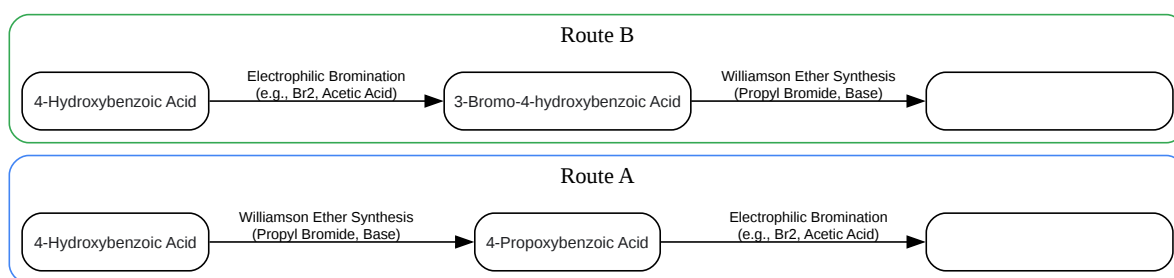 Route B
4-Hydroxybenzoic Acid
Electrophilic Bromination
(e.g., Br2, Acetic Acid)
3-Bromo-4-hydroxybenzoic Acid
Williamson Ether Synthesis
(Propyl Bromide, Base)
Route A
4-Hydroxybenzoic Acid
Williamson Ether Synthesis
(Propyl Bromide, Base)
4-Propoxybenzoic Acid
Electrophilic Bromination
(e.g., Br2, Acetic Acid)